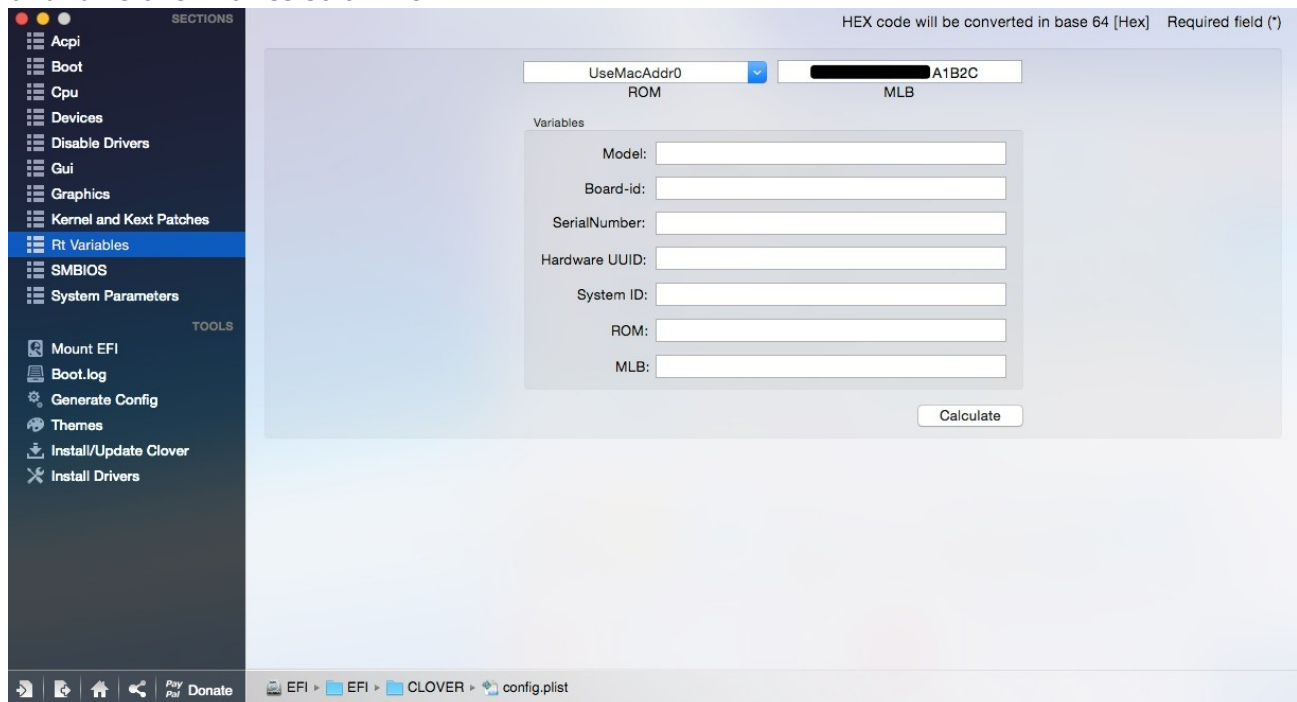 SECTIONS
HEX code will be converted in base 64 [Hex] Required field (*)
Acpi
Boot
Cpu
Devices
Disable Drivers
Gui
Graphics
Kernel and Kext Patches
Rt Variables
SMBIOS
System Parameters
TOOLS
Mount EFI
Boot.log
Generate Config
Themes
Install/Update Clover
Install Drivers
Pay
Pal Donate
UseMacAddr0
ROM
A1B2C
MLB
Variables
Model:
Board-id:
SerialNumber:
Hardware UUID:
System ID:
ROM:
MLB:
Calculate
EFI ▸ EFI ▸ CLOVER ▸ config.plist